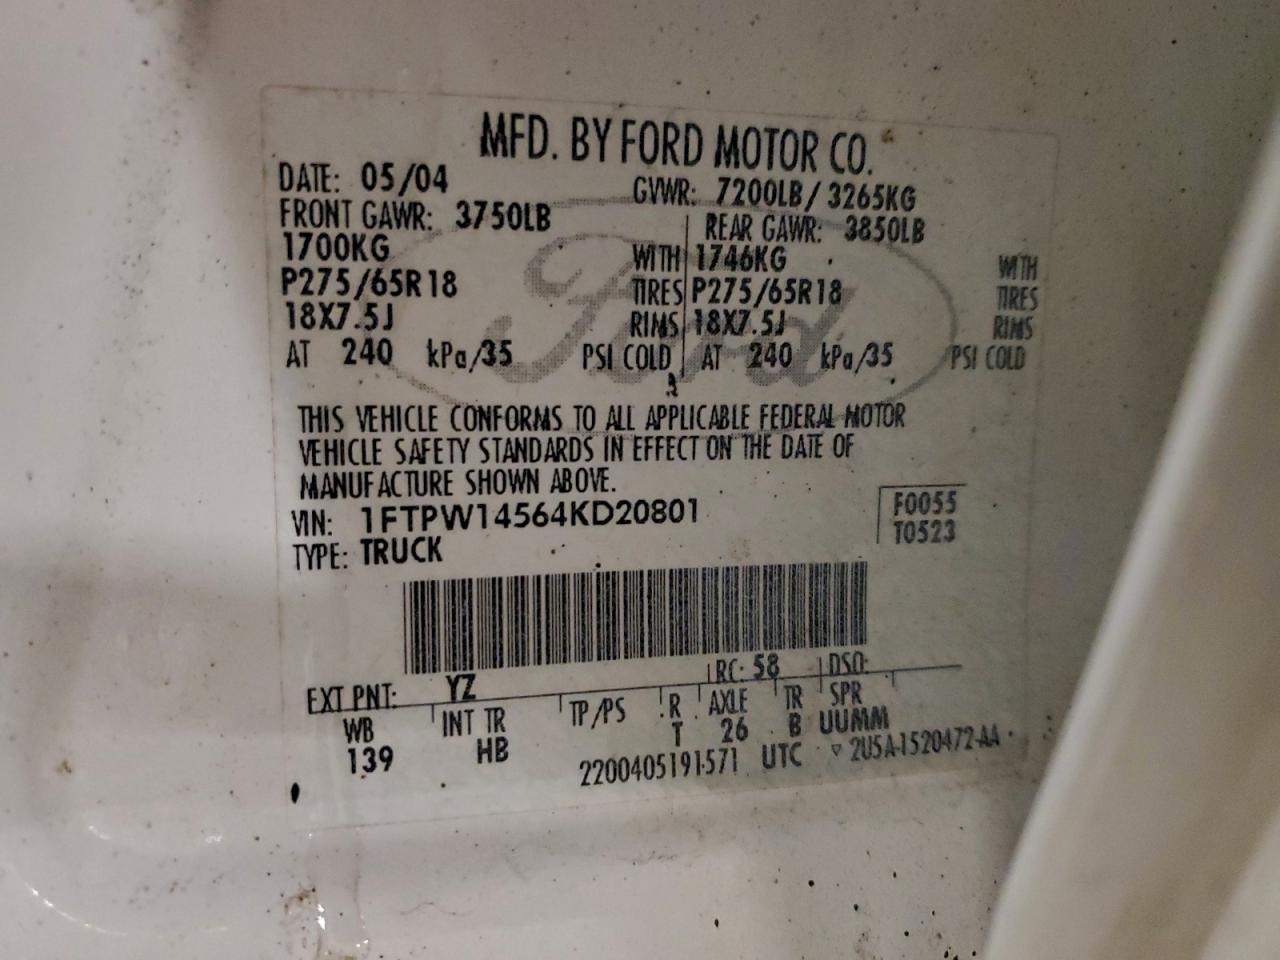 MFD. BY FORD MOTOR CO.
DATE: 05/04 GVWR: 7200LB/ 3265KG
FRONT GAWR: 3750LB REAR GAWR: 3850LB
1700KG WITH 1746KG WITH
P275/65R18 TIRES P275/65R18 TIRES
18X7.5J RIMS 18X7.5J RIMS
AT 240 kPa/35 PSI COLD AT 240 kPa/35 PSI COLD
Ford
THIS VEHICLE CONFORMS TO ALL APPLICABLE FEDERAL MOTOR
VEHICLE SAFETY STANDARDS IN EFFECT ON THE DATE OF
MANUFACTURE SHOWN ABOVE.
VIN: 1FTPW14564KD20801 F0055
TYPE: TRUCK T0523
EXT PNT: YZ RC: 58 DSO:
WB INT TR TP/PS R AXLE TR SPR
139 HB T 26 B UUMM
2200405191571 UTC ▽ 2U5A-1520472-AA